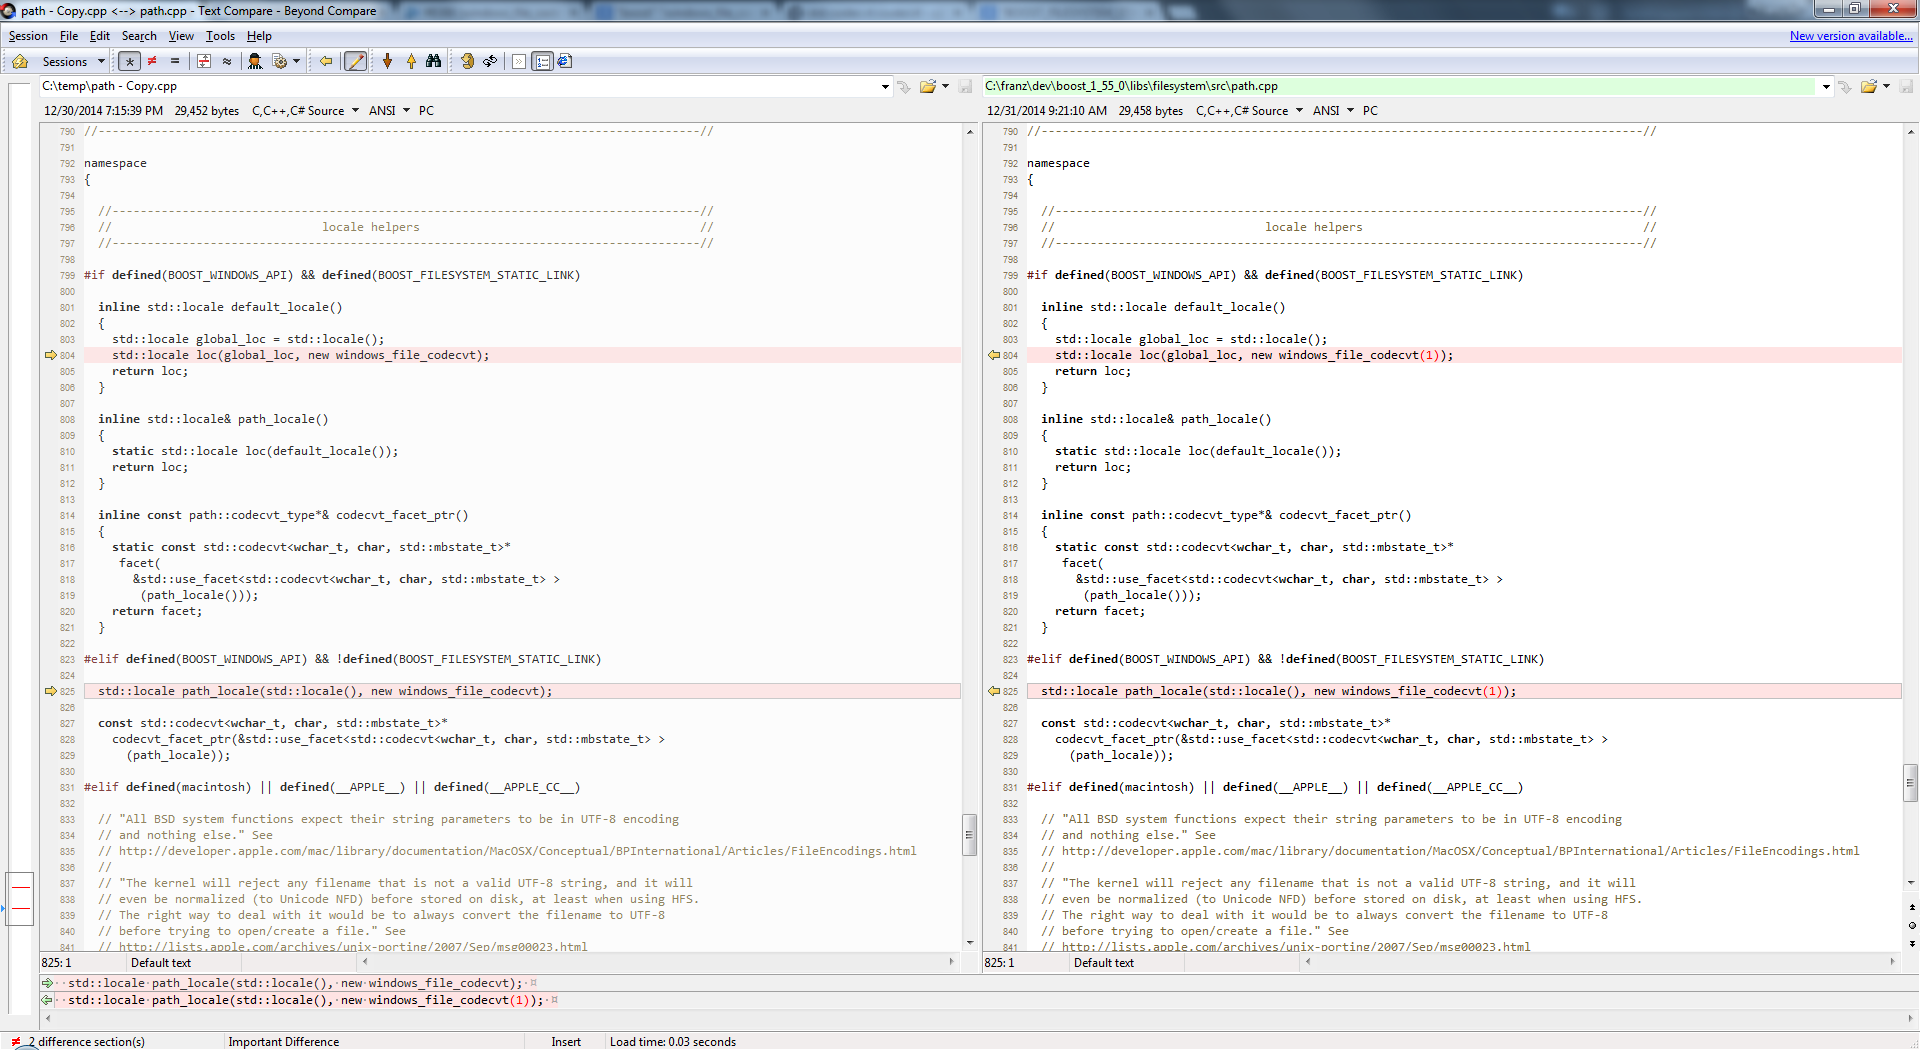 path - Copy.cpp <--> path.cpp - Text Compare - Beyond Compare
Session File Edit Search View Tools Help
New version available...
Sessions
C:\temp\path - Copy.cpp
12/30/2014 7:15:39 PM 29,452 bytes C,C++,C# Source ANSI PC
790 //------------------------------------------------------------------------------------//
791
792 namespace
793 {
794
795 //------------------------------------------------------------------------------------//
796 // locale helpers //
797 //------------------------------------------------------------------------------------//
798
799 #if defined(BOOST_WINDOWS_API) && defined(BOOST_FILESYSTEM_STATIC_LINK)
800
801 inline std::locale default_locale()
802 {
803 std::locale global_loc = std::locale();
804 std::locale loc(global_loc, new windows_file_codecvt);
805 return loc;
806 }
807
808 inline std::locale& path_locale()
809 {
810 static std::locale loc(default_locale());
811 return loc;
812 }
813
814 inline const path::codecvt_type*& codecvt_facet_ptr()
815 {
816 static const std::codecvt<wchar_t, char, std::mbstate_t>*
817 facet(
818 &std::use_facet<std::codecvt<wchar_t, char, std::mbstate_t> >
819 (path_locale()));
820 return facet;
821 }
822
823 #elif defined(BOOST_WINDOWS_API) && !defined(BOOST_FILESYSTEM_STATIC_LINK)
824
825 std::locale path_locale(std::locale(), new windows_file_codecvt);
826
827 const std::codecvt<wchar_t, char, std::mbstate_t>*
828 codecvt_facet_ptr(&std::use_facet<std::codecvt<wchar_t, char, std::mbstate_t> >
829 (path_locale));
830
831 #elif defined(macintosh) || defined(__APPLE__) || defined(__APPLE_CC__)
832
833 // "All BSD system functions expect their string parameters to be in UTF-8 encoding
834 // and nothing else." See
835 // http://developer.apple.com/mac/library/documentation/MacOSX/Conceptual/BPInternational/Articles/FileEncodings.html
836 //
837 // "The kernel will reject any filename that is not a valid UTF-8 string, and it will
838 // even be normalized (to Unicode NFD) before stored on disk, at least when using HFS.
839 // The right way to deal with it would be to always convert the filename to UTF-8
840 // before trying to open/create a file." See
841 // http://lists.apple.com/archives/unix-porting/2007/Sep/msg00023.html
825: 1 Default text
C:\franz\dev\boost_1_55_0\libs\filesystem\src\path.cpp
12/31/2014 9:21:10 AM 29,458 bytes C,C++,C# Source ANSI PC
790 //------------------------------------------------------------------------------------//
791
792 namespace
793 {
794
795 //------------------------------------------------------------------------------------//
796 // locale helpers //
797 //------------------------------------------------------------------------------------//
798
799 #if defined(BOOST_WINDOWS_API) && defined(BOOST_FILESYSTEM_STATIC_LINK)
800
801 inline std::locale default_locale()
802 {
803 std::locale global_loc = std::locale();
804 std::locale loc(global_loc, new windows_file_codecvt(1));
805 return loc;
806 }
807
808 inline std::locale& path_locale()
809 {
810 static std::locale loc(default_locale());
811 return loc;
812 }
813
814 inline const path::codecvt_type*& codecvt_facet_ptr()
815 {
816 static const std::codecvt<wchar_t, char, std::mbstate_t>*
817 facet(
818 &std::use_facet<std::codecvt<wchar_t, char, std::mbstate_t> >
819 (path_locale()));
820 return facet;
821 }
822
823 #elif defined(BOOST_WINDOWS_API) && !defined(BOOST_FILESYSTEM_STATIC_LINK)
824
825 std::locale path_locale(std::locale(), new windows_file_codecvt(1));
826
827 const std::codecvt<wchar_t, char, std::mbstate_t>*
828 codecvt_facet_ptr(&std::use_facet<std::codecvt<wchar_t, char, std::mbstate_t> >
829 (path_locale));
830
831 #elif defined(macintosh) || defined(__APPLE__) || defined(__APPLE_CC__)
832
833 // "All BSD system functions expect their string parameters to be in UTF-8 encoding
834 // and nothing else." See
835 // http://developer.apple.com/mac/library/documentation/MacOSX/Conceptual/BPInternational/Articles/FileEncodings.html
836 //
837 // "The kernel will reject any filename that is not a valid UTF-8 string, and it will
838 // even be normalized (to Unicode NFD) before stored on disk, at least when using HFS.
839 // The right way to deal with it would be to always convert the filename to UTF-8
840 // before trying to open/create a file." See
841 // http://lists.apple.com/archives/unix-porting/2007/Sep/msg00023.html
825: 1 Default text
std::locale·path_locale(std::locale(),·new·windows_file_codecvt);·¤
std::locale·path_locale(std::locale(),·new·windows_file_codecvt(1));·¤
2 difference section(s) Important Difference Insert Load time: 0.03 seconds